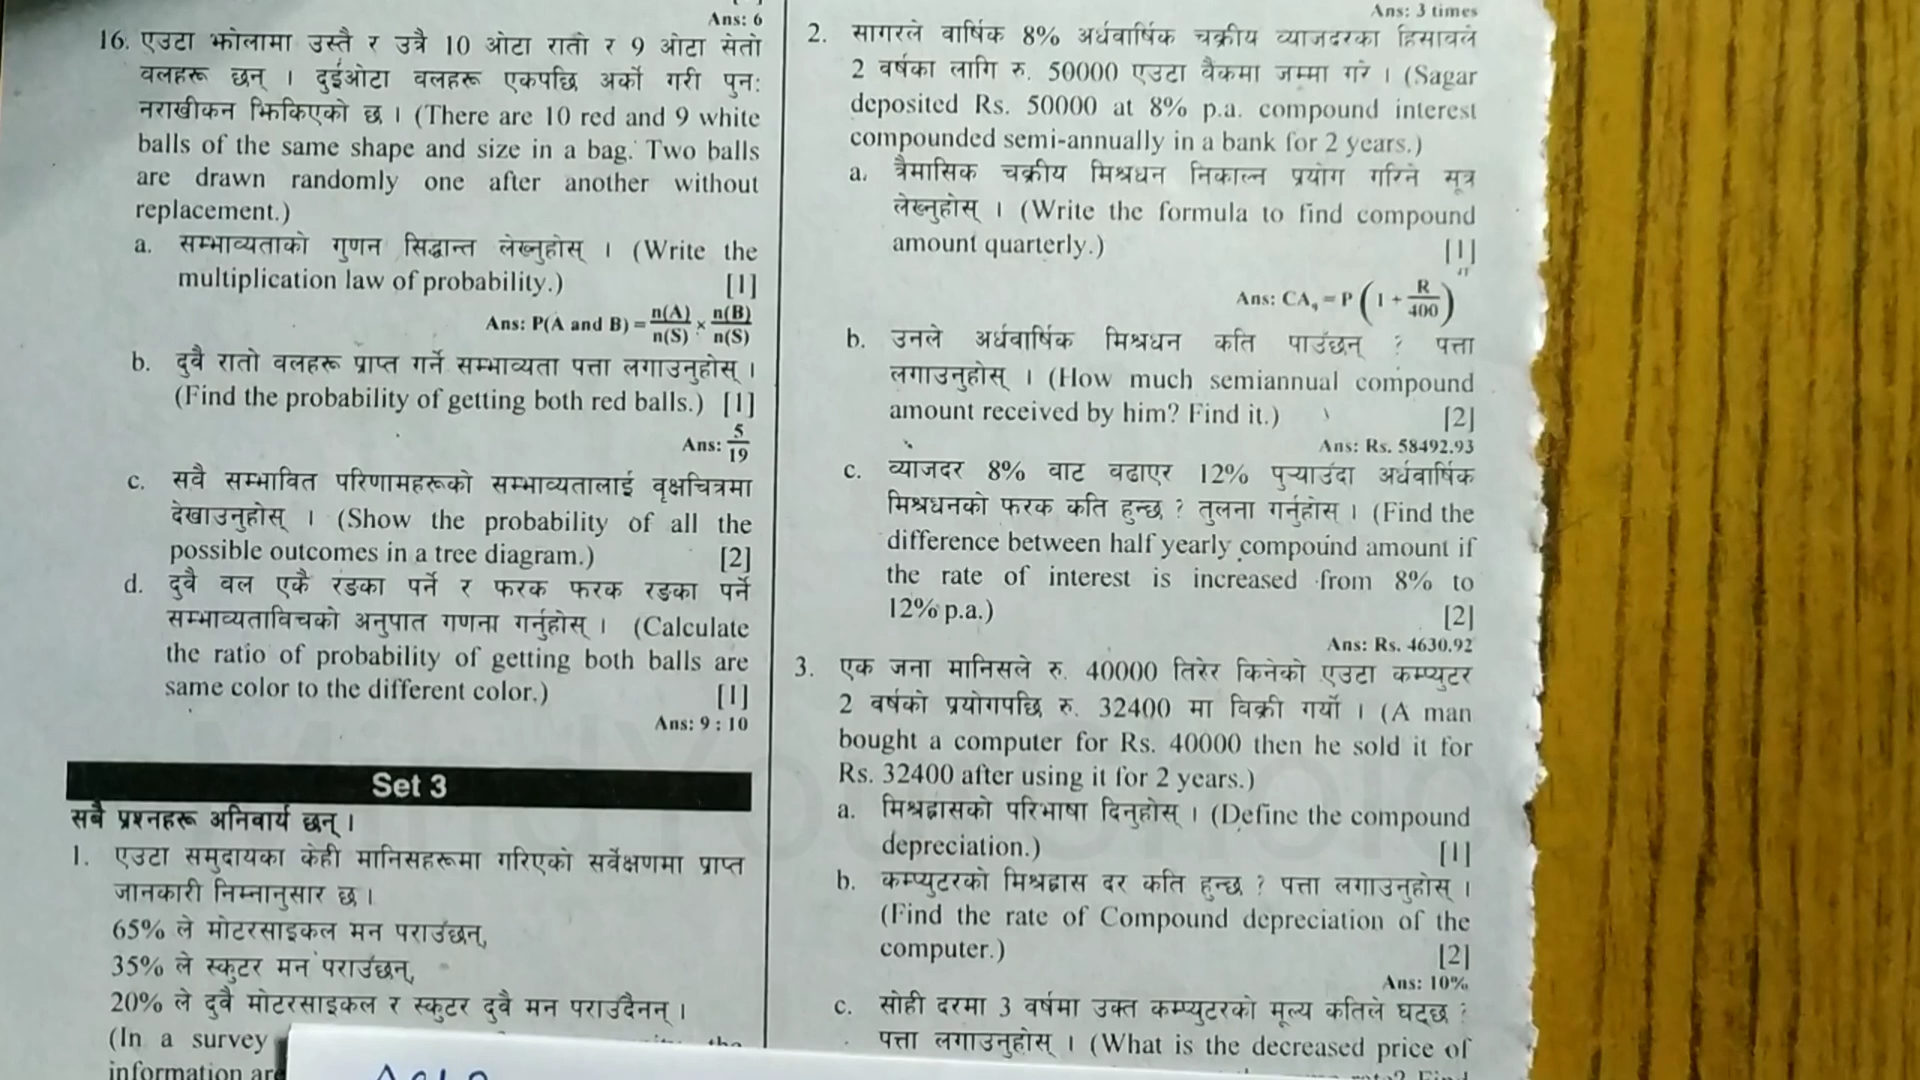 Ans: 6
16. एउटा झोलामा उस्तै र उत्रै 10 ओटा रातो र 9 ओटा सेतो
वलहरू छन् । दुईओटा वलहरू एकपछि अर्को गरी पुन:
नराखीकन झिकिएको छ । (There are 10 red and 9 white
balls of the same shape and size in a bag. Two balls
are drawn randomly one after another without
replacement.)
a. सम्भाव्यताको गुणन सिद्धान्त लेख्नुहोस् । (Write the
multiplication law of probability.) [1]
Ans: P(A and B) = n(A)/n(S) × n(B)/n(S)
b. दुवै रातो वलहरू प्राप्त गर्ने सम्भाव्यता पत्ता लगाउनुहोस् ।
(Find the probability of getting both red balls.) [1]
Ans: 5/19
c. सवै सम्भावित परिणामहरूको सम्भाव्यतालाई वृक्षचित्रमा
देखाउनुहोस् । (Show the probability of all the
possible outcomes in a tree diagram.) [2]
d. दुवै वल एकै रङका पर्ने र फरक फरक रङका पर्ने
सम्भाव्यताविचको अनुपात गणना गर्नुहोस् । (Calculate
the ratio of probability of getting both balls are
same color to the different color.) [1]
Ans: 9 : 10
Set 3
सबै प्रश्नहरू अनिवार्य छन् ।
1. एउटा समुदायका केही मानिसहरूमा गरिएको सर्वेक्षणमा प्राप्त
जानकारी निम्नानुसार छ ।
65% ले मोटरसाइकल मन पराउँछन्,
35% ले स्कुटर मन पराउँछन्,
20% ले दुवै मोटरसाइकल र स्कुटर दुवै मन पराउदैनन् ।
(In a survey the
information are
Ans: 3 times
2. सागरले वार्षिक 8% अर्धवार्षिक चक्रीय व्याजदरका हिसावले
2 वर्षका लागि रु. 50000 एउटा वैंकमा जम्मा गरे । (Sagar
deposited Rs. 50000 at 8% p.a. compound interest
compounded semi-annually in a bank for 2 years.)
a. त्रैमासिक चक्रीय मिश्रधन निकाल्न प्रयोग गरिने सूत्र
लेख्नुहोस् । (Write the formula to find compound
amount quarterly.) [1]
Ans: CAq = P (1 + R/400)^4T
b. उनले अर्धवार्षिक मिश्रधन कति पाउँछन् ? पत्ता
लगाउनुहोस् । (How much semiannual compound
amount received by him? Find it.) [2]
Ans: Rs. 58492.93
c. व्याजदर 8% वाट वढाएर 12% पुऱ्याउँदा अर्धवार्षिक
मिश्रधनको फरक कति हुन्छ ? तुलना गर्नुहोस् । (Find the
difference between half yearly compound amount if
the rate of interest is increased from 8% to
12% p.a.) [2]
Ans: Rs. 4630.92
3. एक जना मानिसले रु. 40000 तिरेर किनेको एउटा कम्प्युटर
2 वर्षको प्रयोगपछि रु. 32400 मा विक्री गर्यो । (A man
bought a computer for Rs. 40000 then he sold it for
Rs. 32400 after using it for 2 years.)
a. मिश्रह्रासको परिभाषा दिनुहोस् । (Define the compound
depreciation.) [1]
b. कम्प्युटरको मिश्रह्रास दर कति हुन्छ ? पत्ता लगाउनुहोस् ।
(Find the rate of Compound depreciation of the
computer.) [2]
Ans: 10%
c. सोही दरमा 3 वर्षमा उक्त कम्प्युटरको मूल्य कतिले घट्छ ?
पत्ता लगाउनुहोस् । (What is the decreased price of